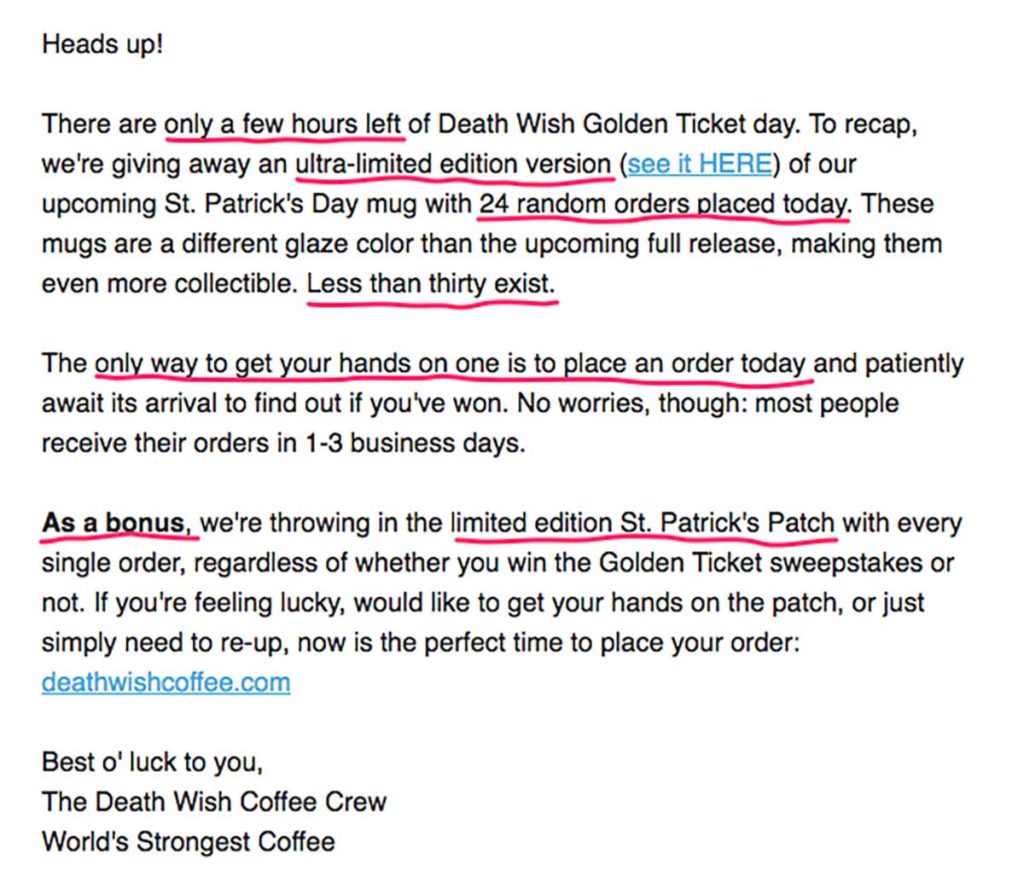 Heads up!
There are only a few hours left of Death Wish Golden Ticket day. To recap,
we're giving away an ultra-limited edition version (see it HERE) of our
upcoming St. Patrick's Day mug with 24 random orders placed today. These
mugs are a different glaze color than the upcoming full release, making them
even more collectible. Less than thirty exist.
The only way to get your hands on one is to place an order today and patiently
await its arrival to find out if you've won. No worries, though: most people
receive their orders in 1-3 business days.
As a bonus, we're throwing in the limited edition St. Patrick's Patch with every
single order, regardless of whether you win the Golden Ticket sweepstakes or
not. If you're feeling lucky, would like to get your hands on the patch, or just
simply need to re-up, now is the perfect time to place your order:
deathwishcoffee.com
Best o' luck to you,
The Death Wish Coffee Crew
World's Strongest Coffee